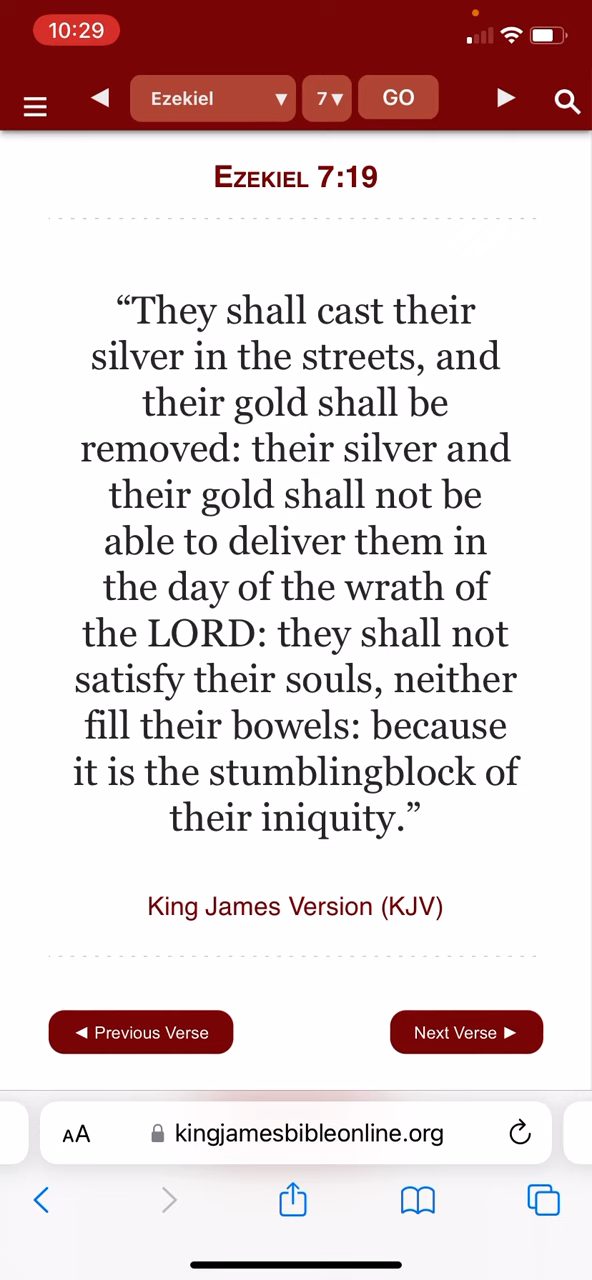 10:29
Ezekiel ▼ 7▼ GO
EZEKIEL 7:19
“They shall cast their
silver in the streets, and
their gold shall be
removed: their silver and
their gold shall not be
able to deliver them in
the day of the wrath of
the LORD: they shall not
satisfy their souls, neither
fill their bowels: because
it is the stumblingblock of
their iniquity.”
King James Version (KJV)
◄ Previous Verse Next Verse ►
AA kingjamesbibleonline.org